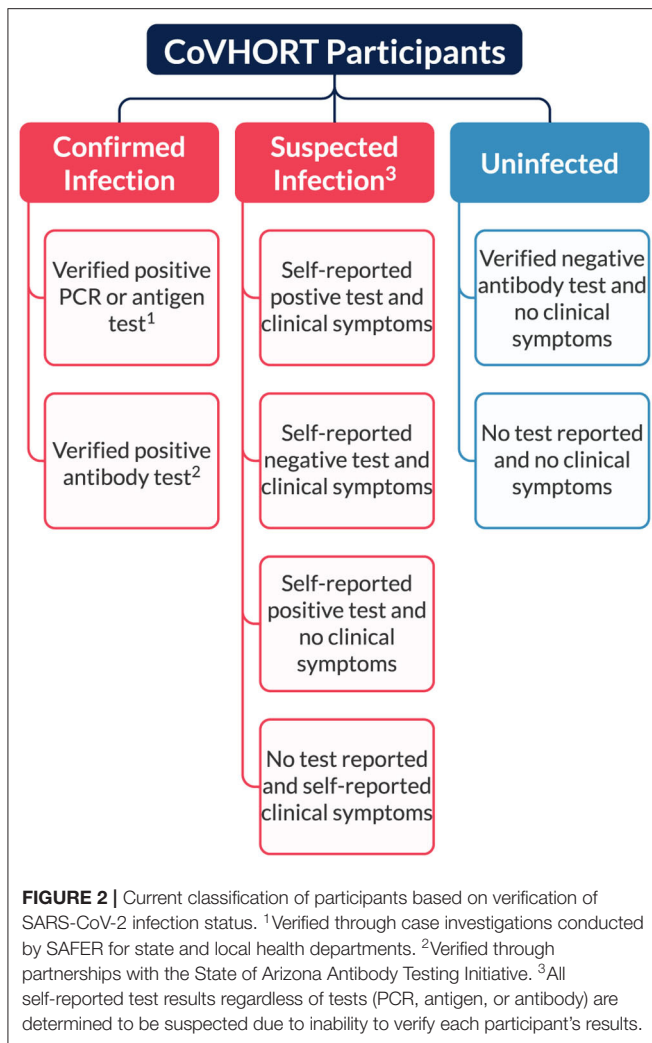 CoVHORT Participants
Confirmed
Infection
Verified positive
PCR or antigen
test¹
Verified positive
antibody test²
Suspected
Infection³
Self-reported
postive test and
clinical symptoms
Self-reported
negative test and
clinical symptoms
Self-reported
positive test and
no clinical
symptoms
No test reported
and self-reported
clinical symptoms
Uninfected
Verified negative
antibody test and
no clinical
symptoms
No test reported
and no clinical
symptoms
FIGURE 2 | Current classification of participants based on verification of
SARS-CoV-2 infection status. ¹Verified through case investigations conducted
by SAFER for state and local health departments. ²Verified through
partnerships with the State of Arizona Antibody Testing Initiative. ³All
self-reported test results regardless of tests (PCR, antigen, or antibody) are
determined to be suspected due to inability to verify each participant's results.